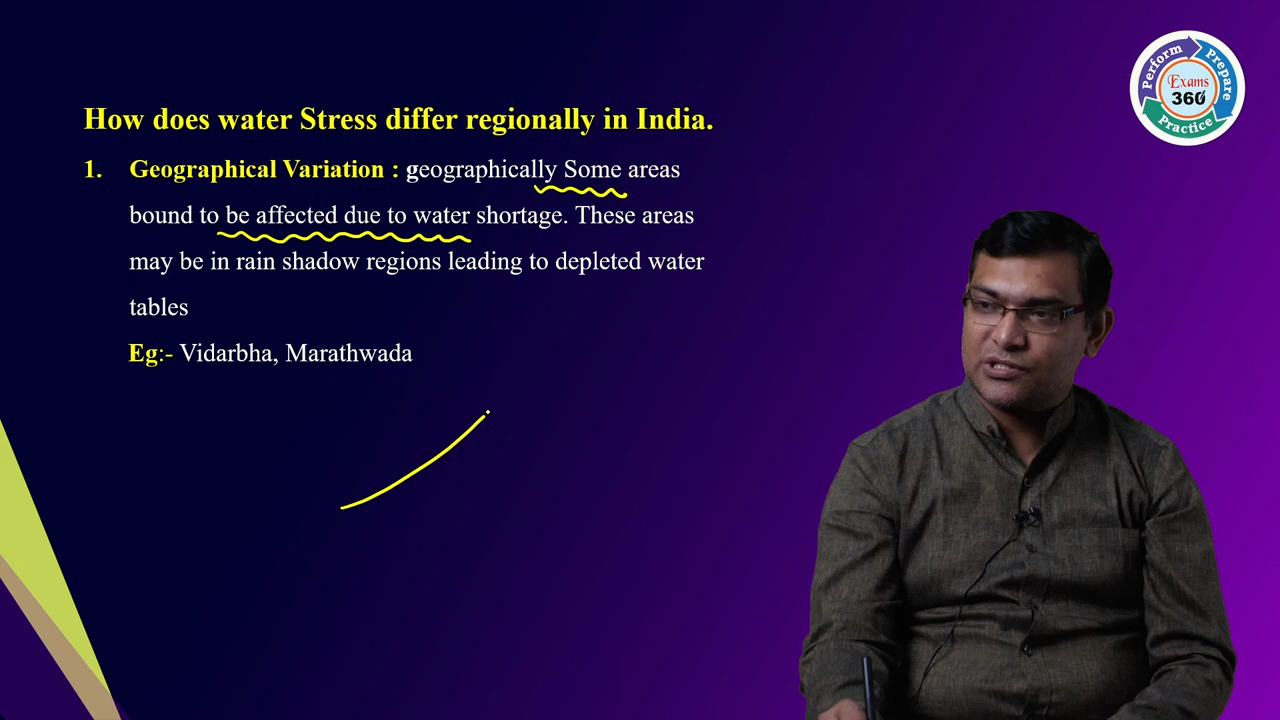 How does water Stress differ regionally in India.
1. Geographical Variation : geographically Some areas
bound to be affected due to water shortage. These areas
may be in rain shadow regions leading to depleted water
tables
Eg:- Vidarbha, Marathwada
Perform
Prepare
Exams
360
Practice